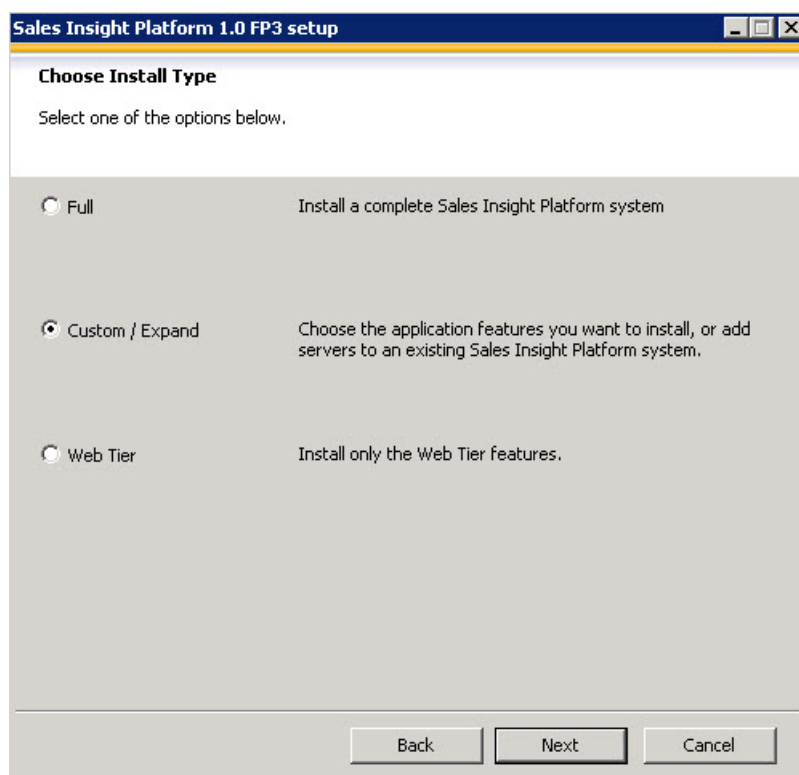 Sales Insight Platform 1.0 FP3 setup
Choose Install Type
Select one of the options below.
Full
Install a complete Sales Insight Platform system
Custom / Expand
Choose the application features you want to install, or add
servers to an existing Sales Insight Platform system.
Web Tier
Install only the Web Tier features.
Back
Next
Cancel